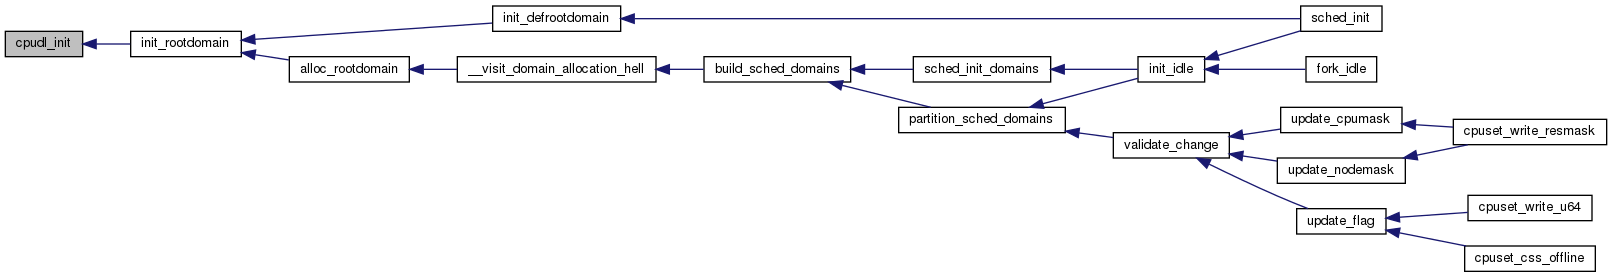 cpudl_init
init_rootdomain
init_defrootdomain
sched_init
alloc_rootdomain
__visit_domain_allocation_hell
build_sched_domains
sched_init_domains
init_idle
fork_idle
partition_sched_domains
validate_change
update_cpumask
cpuset_write_resmask
update_nodemask
update_flag
cpuset_write_u64
cpuset_css_offline